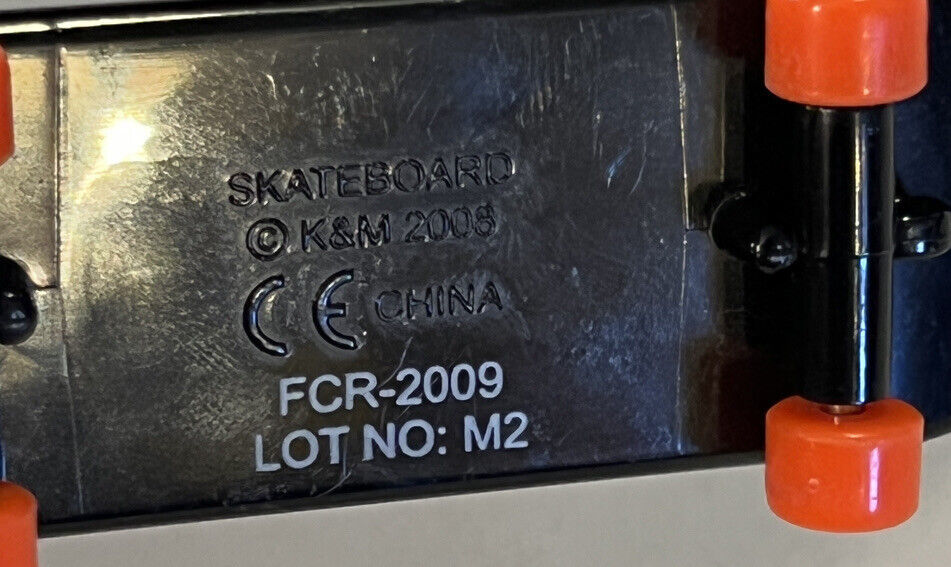 SKATEBOARD
© K&M 2008
CE CHINA
FCR-2009
LOT NO: M2